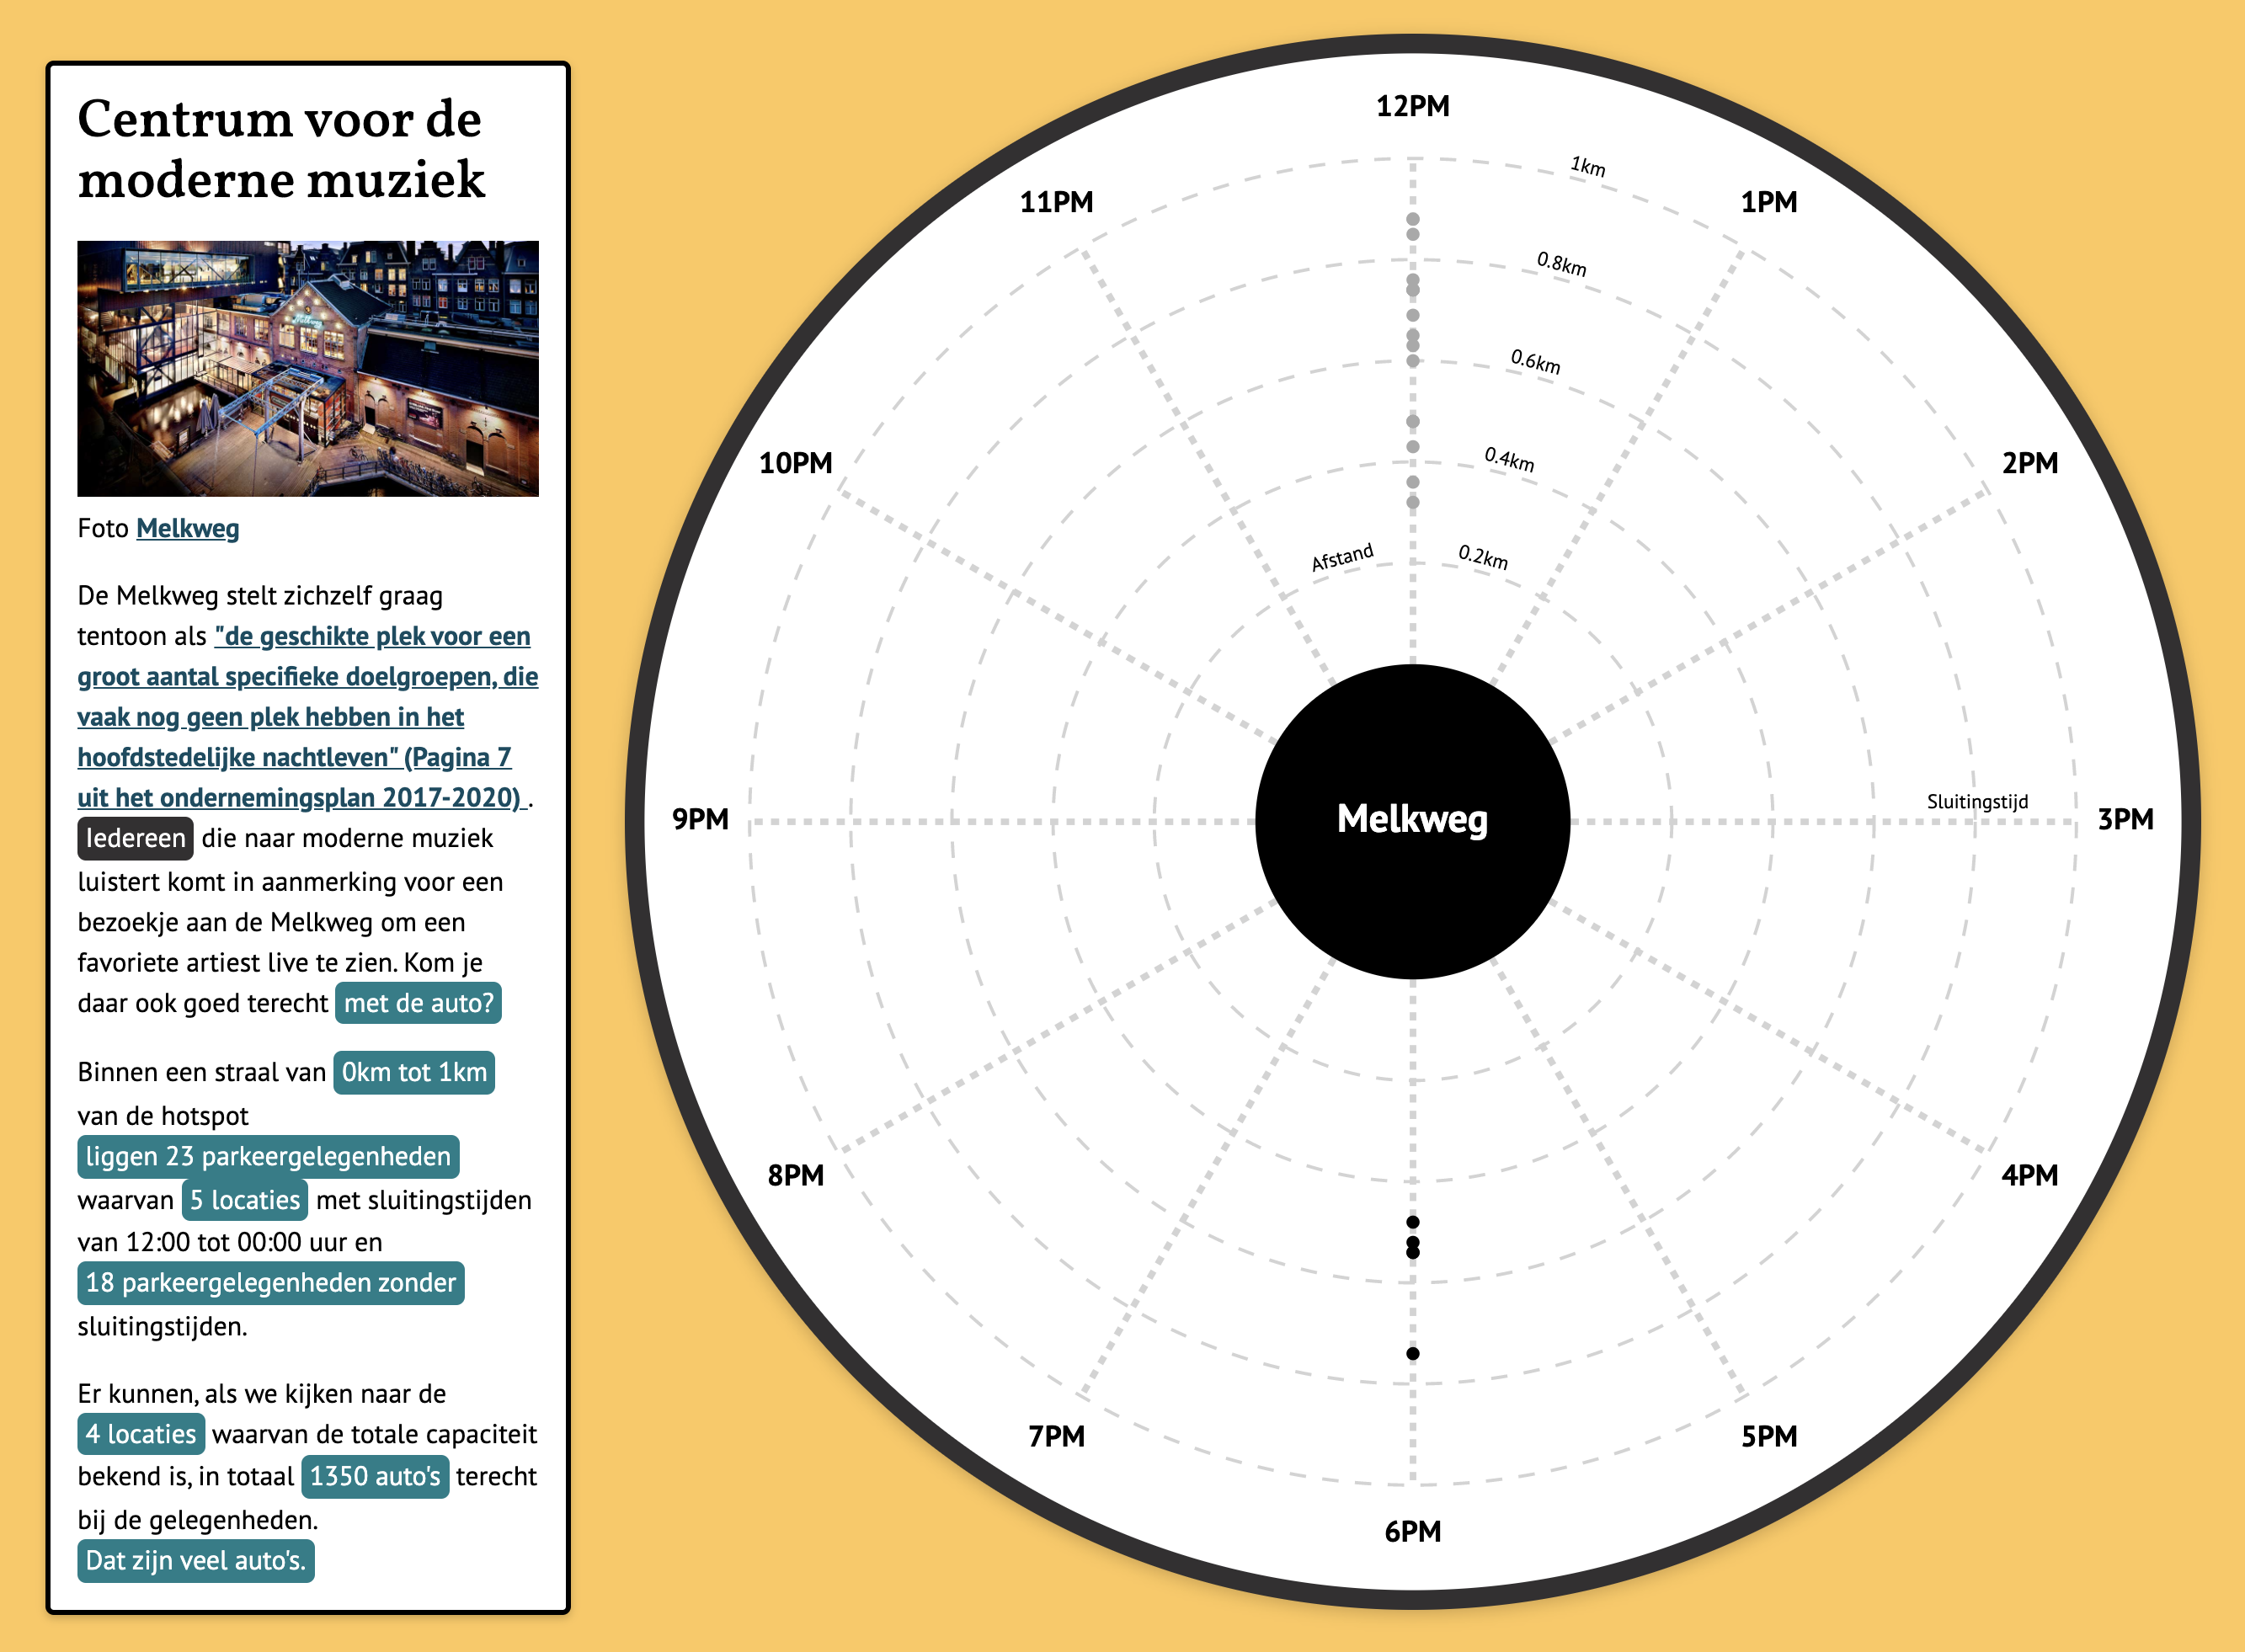 Centrum voor de
moderne muziek
Foto Melkweg
De Melkweg stelt zichzelf graag
tentoon als "de geschikte plek voor een
groot aantal specifieke doelgroepen, die
vaak nog geen plek hebben in het
hoofdstedelijke nachtleven" (Pagina 7
uit het ondernemingsplan 2017-2020) .
Iedereen die naar moderne muziek
luistert komt in aanmerking voor een
bezoekje aan de Melkweg om een
favoriete artiest live te zien. Kom je
daar ook goed terecht met de auto?
Binnen een straal van 0km tot 1km
van de hotspot
liggen 23 parkeergelegenheden
waarvan 5 locaties met sluitingstijden
van 12:00 tot 00:00 uur en
18 parkeergelegenheden zonder
sluitingstijden.
Er kunnen, als we kijken naar de
4 locaties waarvan de totale capaciteit
bekend is, in totaal 1350 auto's terecht
bij de gelegenheden.
Dat zijn veel auto's.
12PM
1PM
2PM
3PM
4PM
5PM
6PM
7PM
8PM
9PM
10PM
11PM
1km
0.8km
0.6km
0.4km
0.2km
Afstand
Sluitingstijd
Melkweg